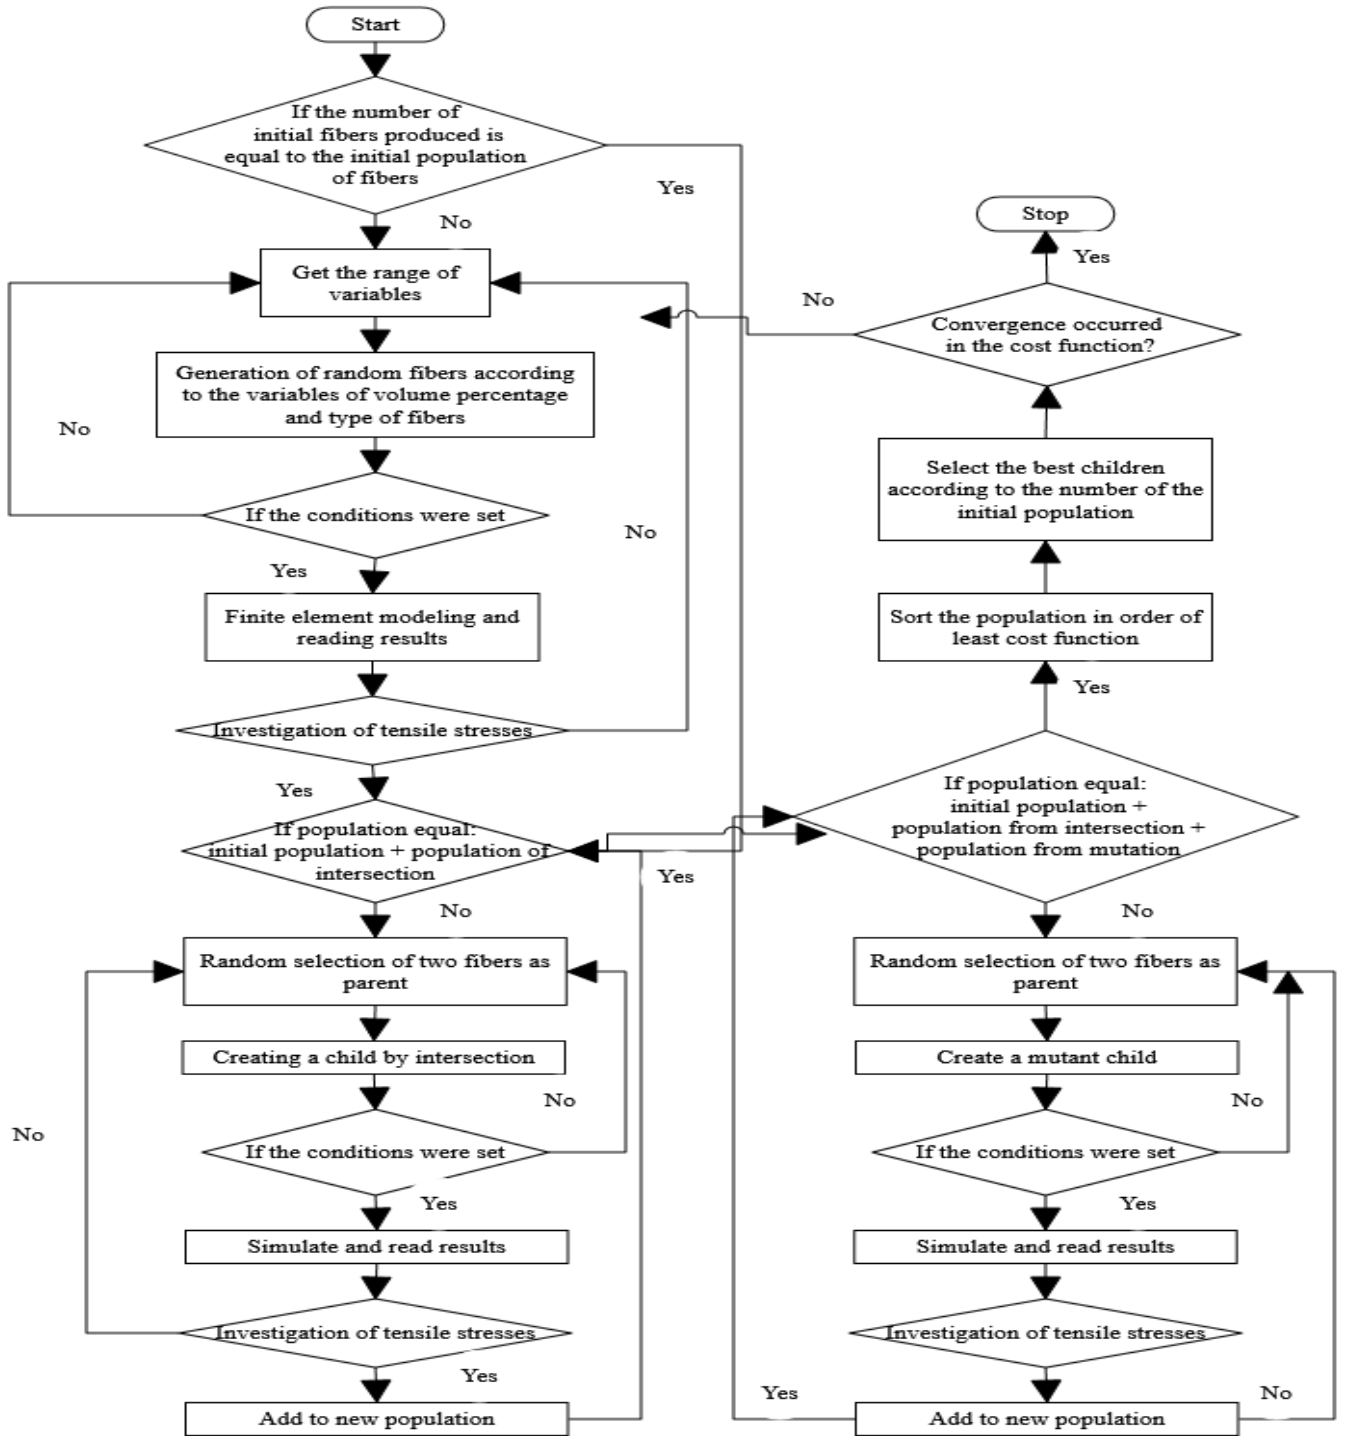 Start
If the number of
initial fibers produced is
equal to the initial population
of fibers
Yes
No
Get the range of
variables
Generation of random fibers according
to the variables of volume percentage
and type of fibers
No
If the conditions were set
No
Yes
Finite element modeling and
reading results
Investigation of tensile stresses
Yes
If population equal:
initial population + population of
intersection
Yes
No
Random selection of two fibers as
parent
Creating a child by intersection
No
No
If the conditions were set
Yes
Simulate and read results
Investigation of tensile stresses
Yes
Add to new population
Stop
Yes
No
Convergence occurred
in the cost function?
Select the best children
according to the number of the
initial population
Sort the population in order of
least cost function
Yes
If population equal:
initial population +
population from intersection +
population from mutation
No
Random selection of two fibers as
parent
Create a mutant child
No
If the conditions were set
Yes
Simulate and read results
Investigation of tensile stresses
Yes
No
Add to new population